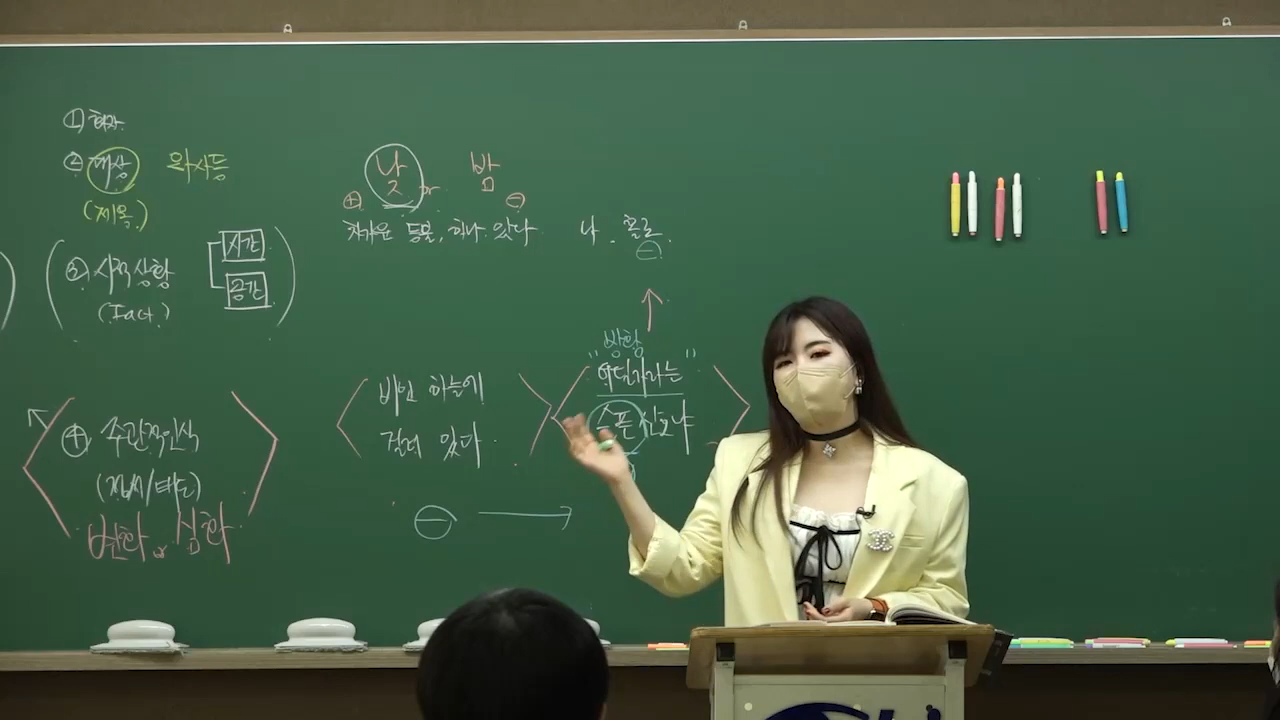 ① 화자
② 대상 와사등
(제목)
③ 시적상황 시간
(Fact) 공간
④ 주관적인식
(정서/태도)
변화 or 심화
낮 or 밤
⊕ ⊖
차가운 등불, 하나 있다
나. 홀로.
⊖
비인 하늘에
걸려 있다.
⊖ →
방향
"어딜가라는"
슬픈 신호냐